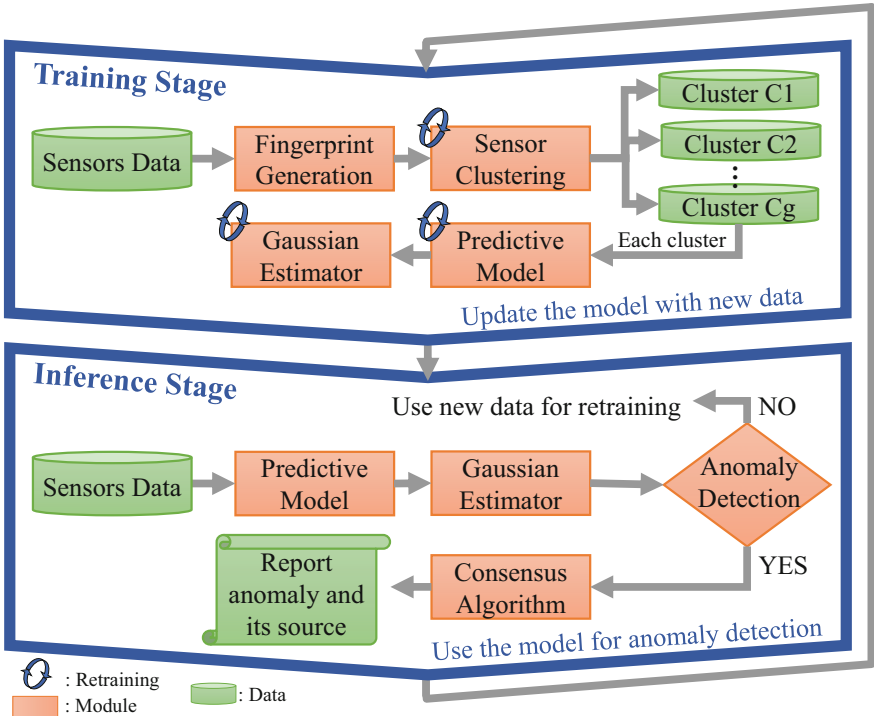 Training Stage
Sensors Data
Fingerprint
Generation
Sensor
Clustering
Cluster C1
Cluster C2
⋮
Cluster Cg
Each cluster
Predictive
Model
Gaussian
Estimator
Update the model with new data
Inference Stage
Use new data for retraining
NO
Sensors Data
Predictive
Model
Gaussian
Estimator
Anomaly
Detection
YES
Consensus
Algorithm
Report
anomaly and
its source
Use the model for anomaly detection
: Retraining
: Module
: Data